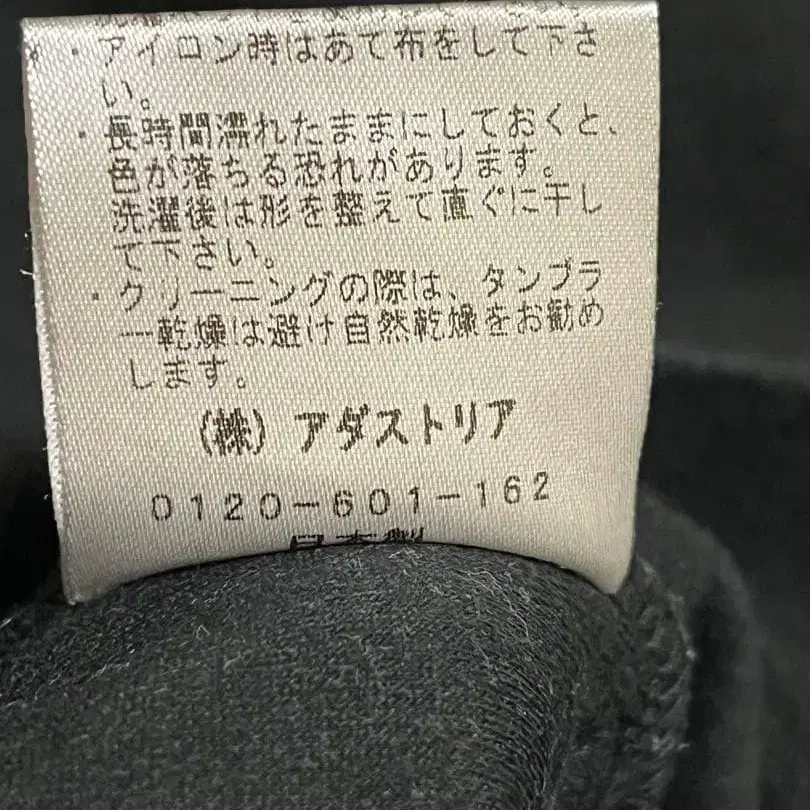 ・アイロン時はあて布をして下さ
い。
・長時間濡れたままにしておくと、
色が落ちる恐れがあります。
洗濯後は形を整えて直ぐに干し
て下さい。
・クリーニングの際は、タンブラ
ー乾燥は避け自然乾燥をお勧め
します。
(株)アダストリア
0120-601-162
日本製